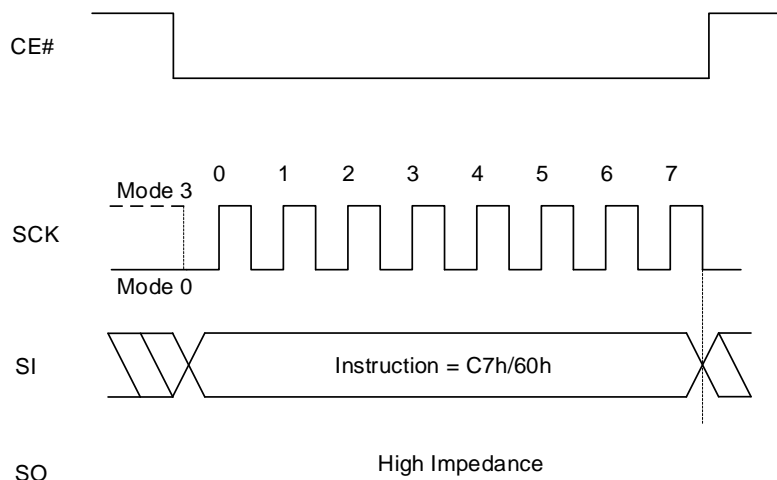 CE#
0 1 2 3 4 5 6 7
Mode 3
SCK
Mode 0
SI
Instruction = C7h/60h
High Impedance
SO